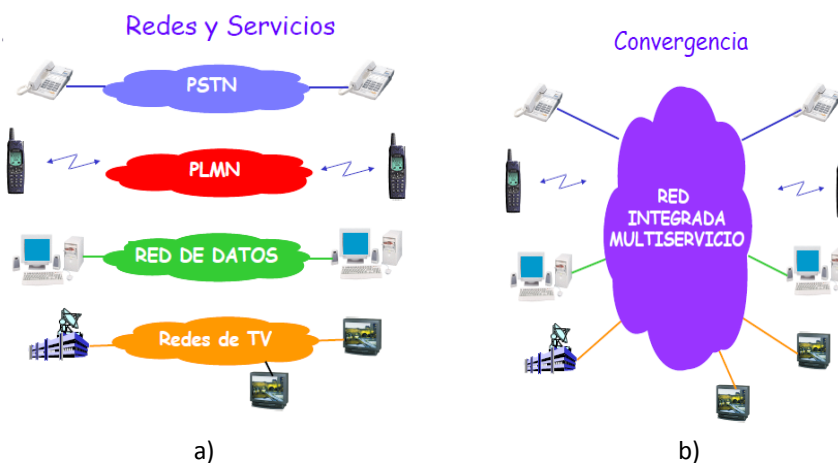 Redes y Servicios
PSTN
PLMN
RED DE DATOS
Redes de TV
a)
Convergencia
RED
INTEGRADA
MULTISERVICIO
b)